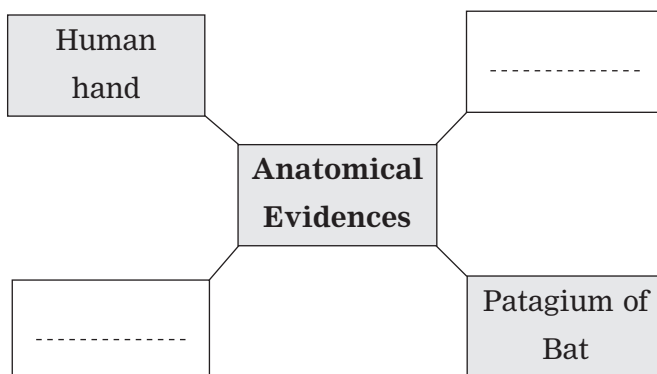 Human
hand
Anatomical
Evidences
Patagium of
Bat